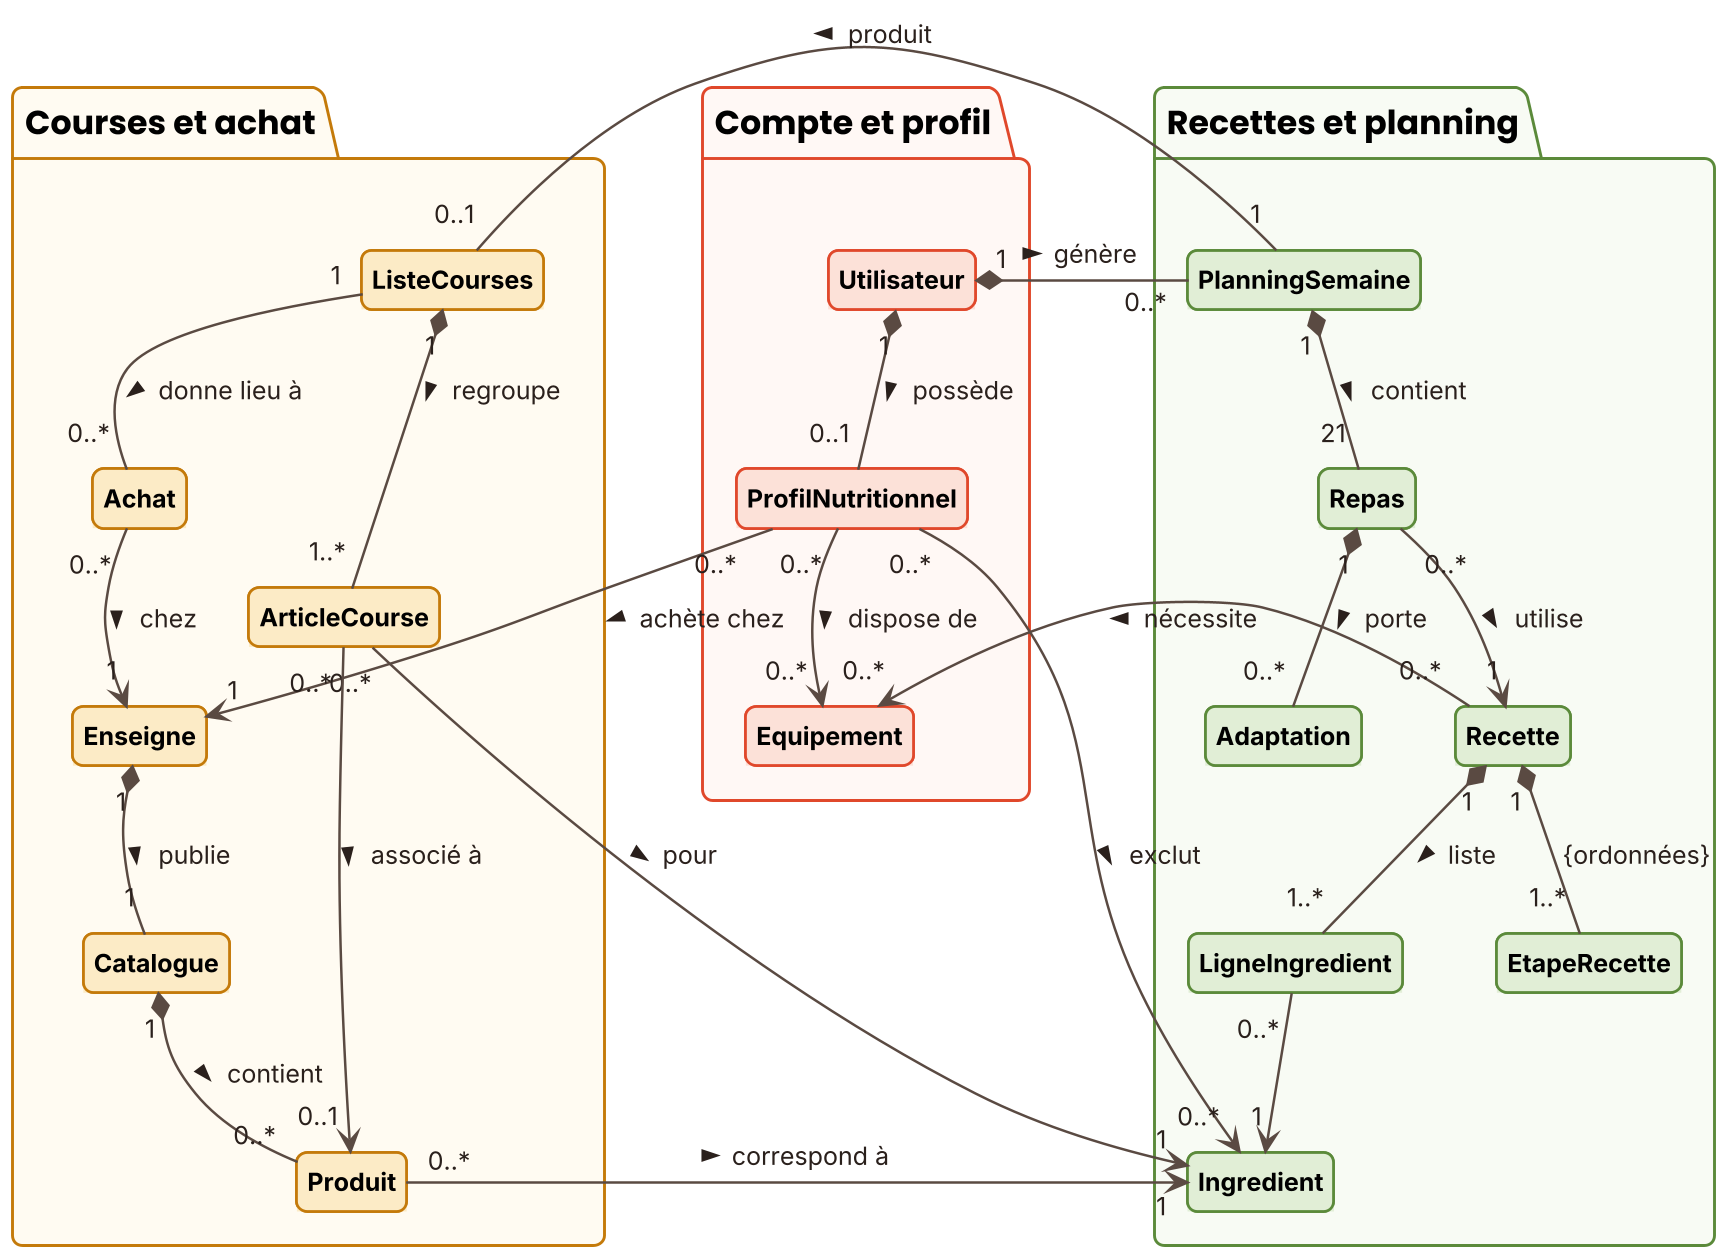 ◄ produit
Courses et achat
Compte et profil
Recettes et planning
0..1
1
ListeCourses
1
1
Utilisateur
1
► génére
0..*
PlanningSemaine
1
1
donne lieu à
regroupe
possède
contient
0..*
0..1
21
Achat
ProfilNutritionnel
Repas
1..*
0..*
0..*
0..*
0..*
1
0..*
chez
ArticleCourse
achète chez
dispose de
nécessite
porte
utilise
1
1
0..*
0..*
0..*
0..*
0..*
0..*
1
Enseigne
Equipement
Adaptation
Recette
1
1
1
publie
associé à
pour
exclut
liste
{ordonnées}
1
1..*
1..*
Catalogue
LigneIngredient
EtapeRecette
1
0..*
contient
0..*
0..1
0..*
1
1
Produit
0..*
► correspond à
1
Ingredient